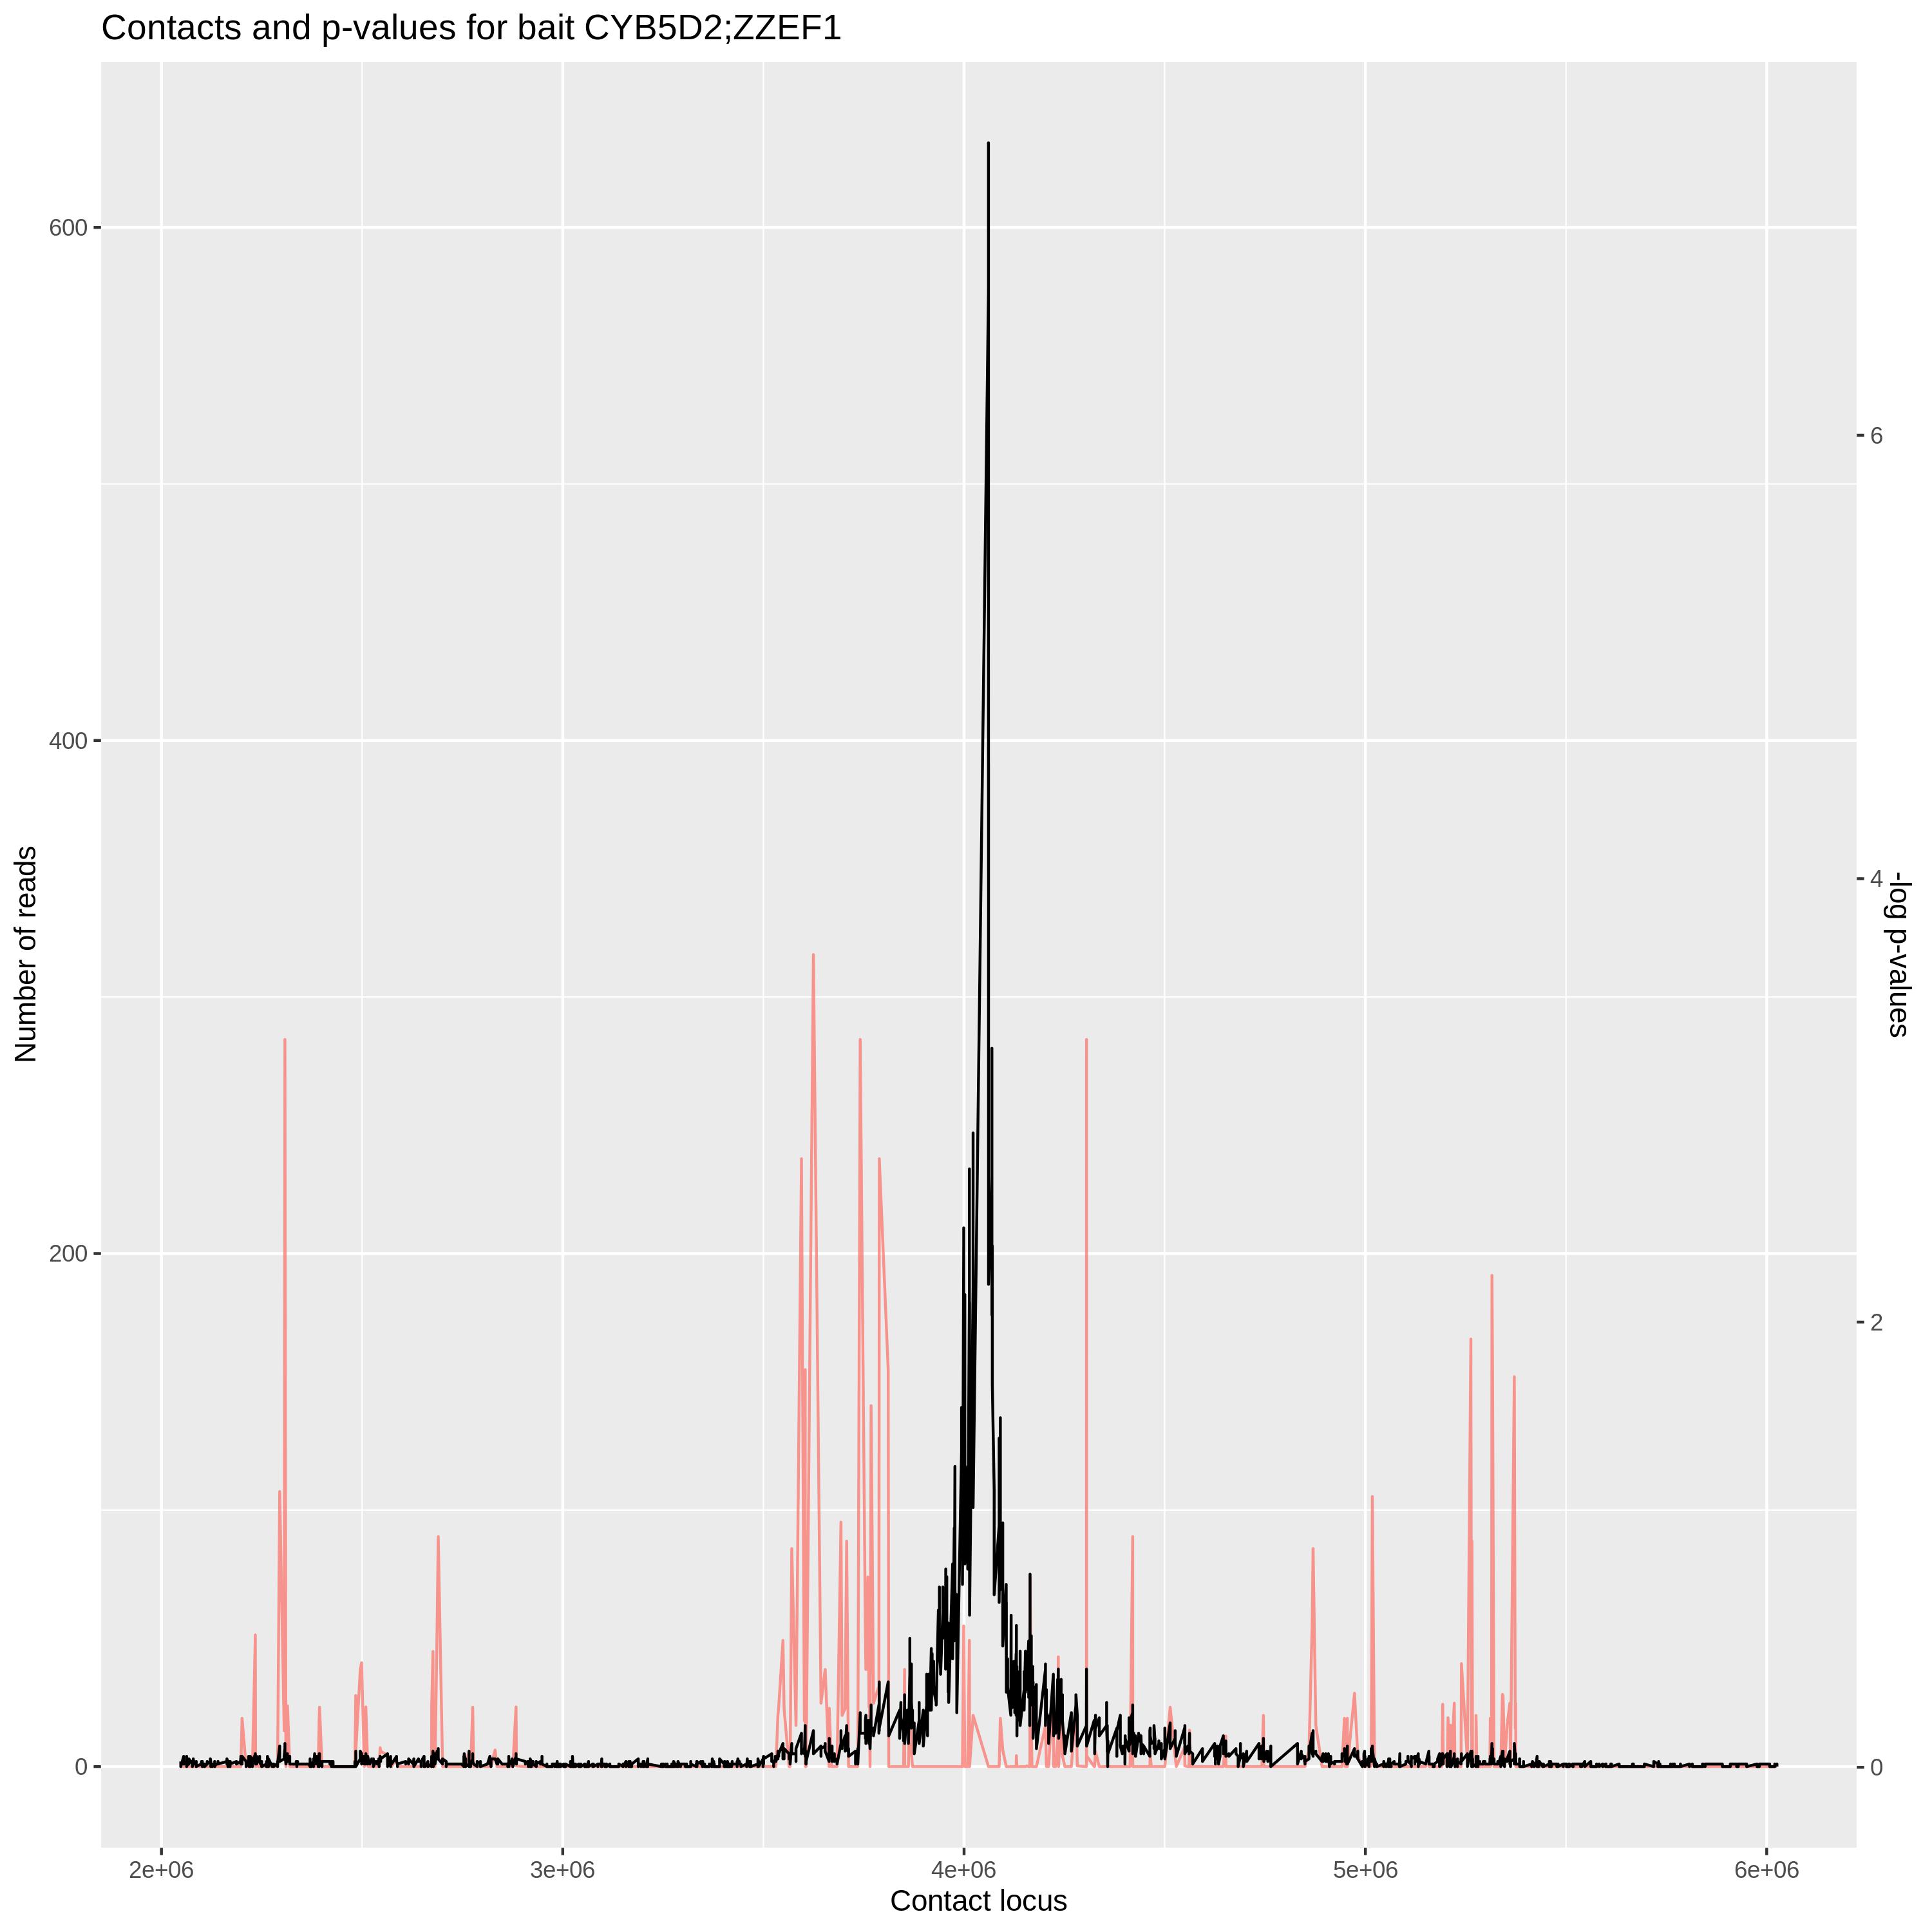 Contacts and p-values for bait CYB5D2;ZZEF1
Number of reads
600
400
200
0
6
4
2
0
-log p-values
2e+06 3e+06 4e+06 5e+06 6e+06
Contact locus